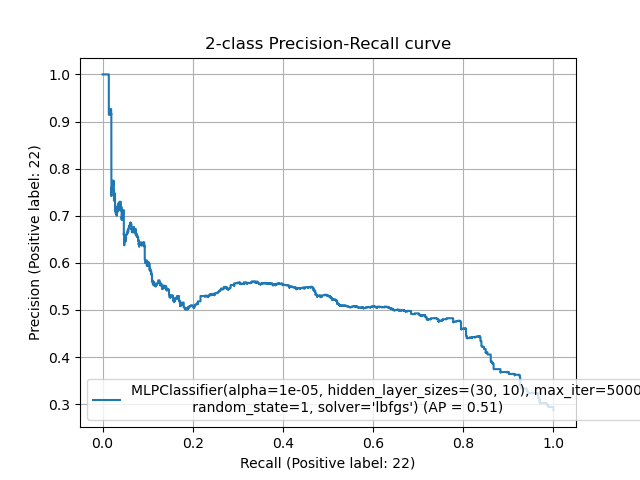 2-class Precision-Recall curve
1.0
0.9
0.8
0.7
0.6
0.5
0.4
0.3
Precision (Positive label: 22)
MLPClassifier(alpha=1e-05, hidden_layer_sizes=(30, 10), max_iter=5000
random_state=1, solver='lbfgs') (AP = 0.51)
0.0
0.2
0.4
0.6
0.8
1.0
Recall (Positive label: 22)